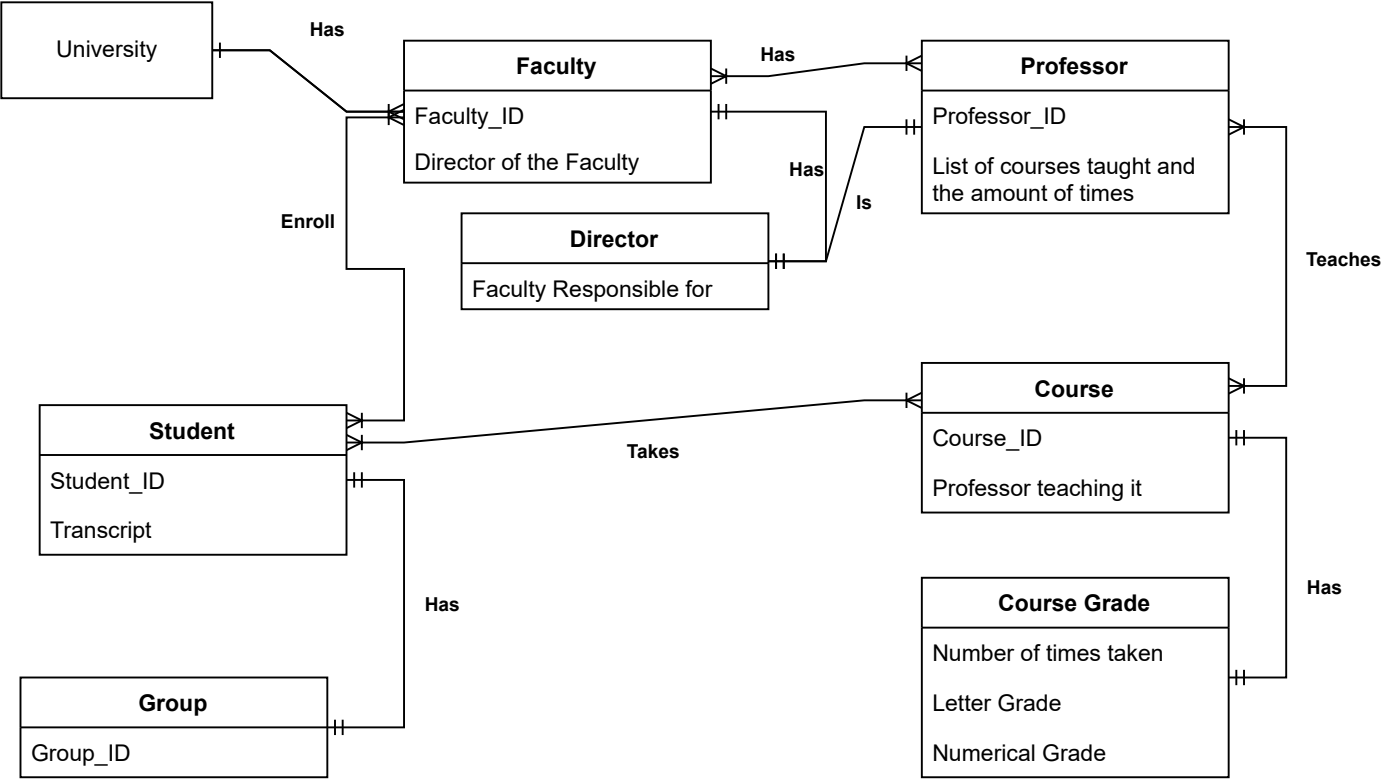 University
Has
Faculty
Faculty_ID
Director of the Faculty
Has
Professor
Professor_ID
List of courses taught and
the amount of times
Has
Is
Director
Faculty Responsible for
Enroll
Teaches
Student
Student_ID
Transcript
Takes
Course
Course_ID
Professor teaching it
Has
Has
Course Grade
Number of times taken
Letter Grade
Numerical Grade
Group
Group_ID